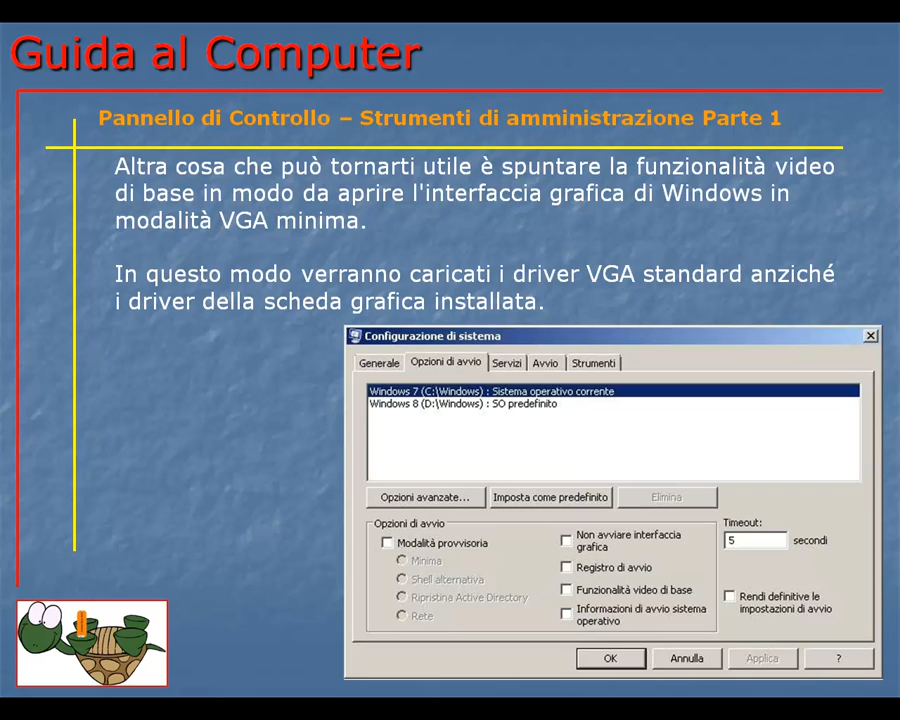 Guida al Computer
Pannello di Controllo – Strumenti di amministrazione Parte 1
Altra cosa che può tornarti utile è spuntare la funzionalità video
di base in modo da aprire l'interfaccia grafica di Windows in
modalità VGA minima.
In questo modo verranno caricati i driver VGA standard anziché
i driver della scheda grafica installata.
Configurazione di sistema
Generale Opzioni di avvio Servizi Avvio Strumenti
Windows 7 (C:\Windows) : Sistema operativo corrente
Windows 8 (D:\Windows) : SO predefinito
Opzioni avanzate... Imposta come predefinito Elimina
Opzioni di avvio
Modalità provvisoria
Minima
Shell alternativa
Ripristina Active Directory
Rete
Non avviare interfaccia
grafica
Registro di avvio
Funzionalità video di base
Informazioni di avvio sistema
operativo
Timeout:
5 secondi
Rendi definitive le
impostazioni di avvio
OK Annulla Applica ?